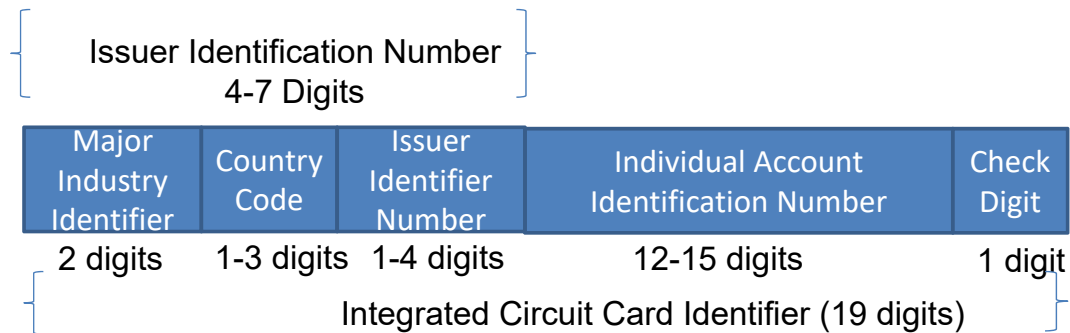 Issuer Identification Number
4-7 Digits
Major
Industry
Identifier
Country
Code
Issuer
Identifier
Number
Individual Account
Identification Number
Check
Digit
2 digits
1-3 digits
1-4 digits
12-15 digits
1 digit
Integrated Circuit Card Identifier (19 digits)